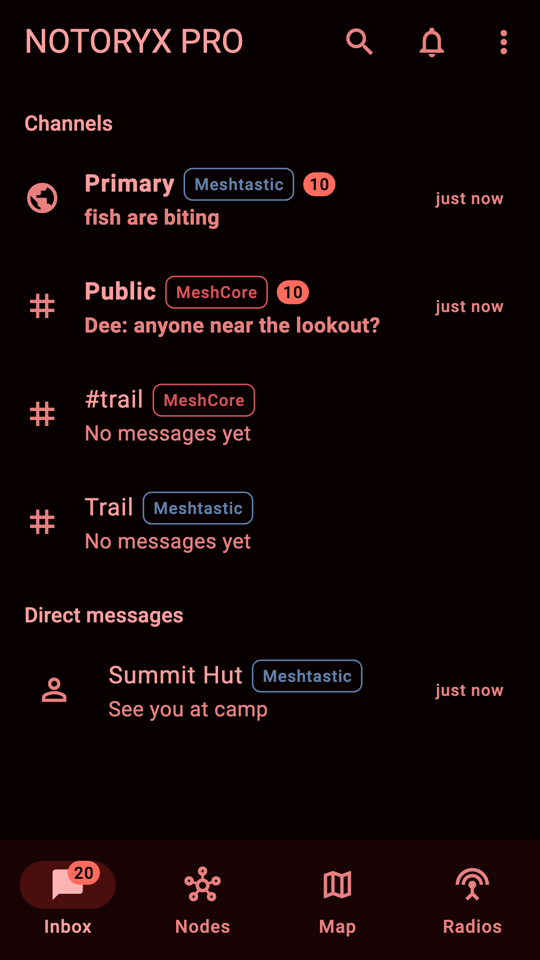 NOTORYX PRO
Channels
Primary Meshtastic 10
fish are biting
just now
Public MeshCore 10
Dee: anyone near the lookout?
just now
#trail MeshCore
No messages yet
Trail Meshtastic
No messages yet
Direct messages
Summit Hut Meshtastic
See you at camp
just now
20
Inbox Nodes Map Radios